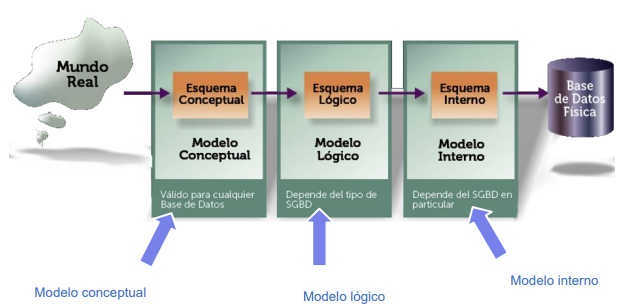 Mundo
Real
Esquema
Conceptual
Modelo
Conceptual
Válido para cualquier
Base de Datos
Esquema
Lógico
Modelo
Lógico
Depende del tipo de
SGBD
Esquema
Interno
Modelo
Interno
Depende del SGBD en
particular
Base
de Datos
Física
Modelo conceptual
Modelo lógico
Modelo interno